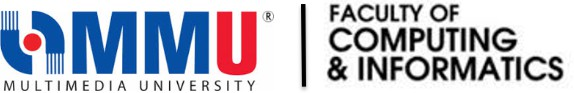 MMU®
MULTIMEDIA UNIVERSITY
FACULTY OF
COMPUTING
& INFORMATICS